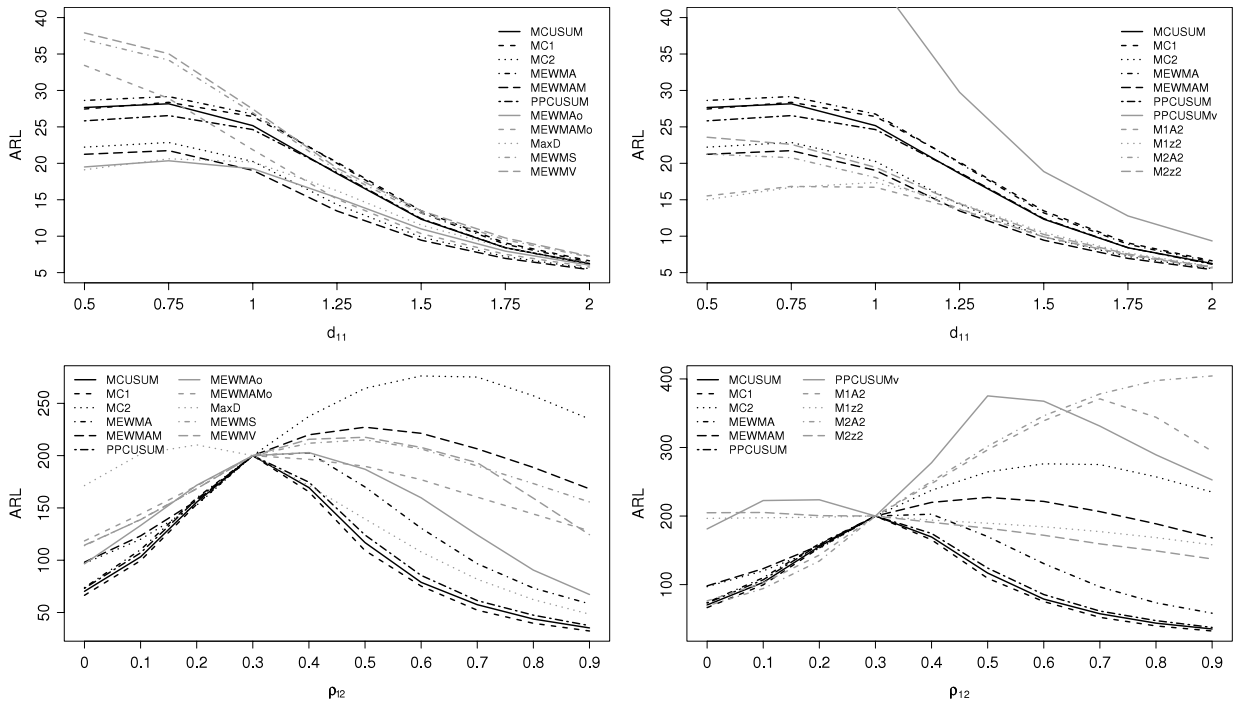 ARL
40
35
30
25
20
15
10
5
0.5 0.75 1 1.25 1.5 1.75 2
d11
MCUSUM
MC1
MC2
MEWMA
MEWMAM
PPCUSUM
MEWMAo
MEWMAMo
MaxD
MEWMS
MEWMV
ARL
40
35
30
25
20
15
10
5
0.5 0.75 1 1.25 1.5 1.75 2
d11
MCUSUM
MC1
MC2
MEWMA
MEWMAM
PPCUSUM
PPCUSUMv
M1A2
M1z2
M2A2
M2z2
ARL
250
200
150
100
50
0 0.1 0.2 0.3 0.4 0.5 0.6 0.7 0.8 0.9
ρ12
MCUSUM
MC1
MC2
MEWMA
MEWMAM
PPCUSUM
MEWMAo
MEWMAMo
MaxD
MEWMS
MEWMV
ARL
400
300
200
100
0 0.1 0.2 0.3 0.4 0.5 0.6 0.7 0.8 0.9
ρ12
MCUSUM
MC1
MC2
MEWMA
MEWMAM
PPCUSUM
PPCUSUMv
M1A2
M1z2
M2A2
M2z2